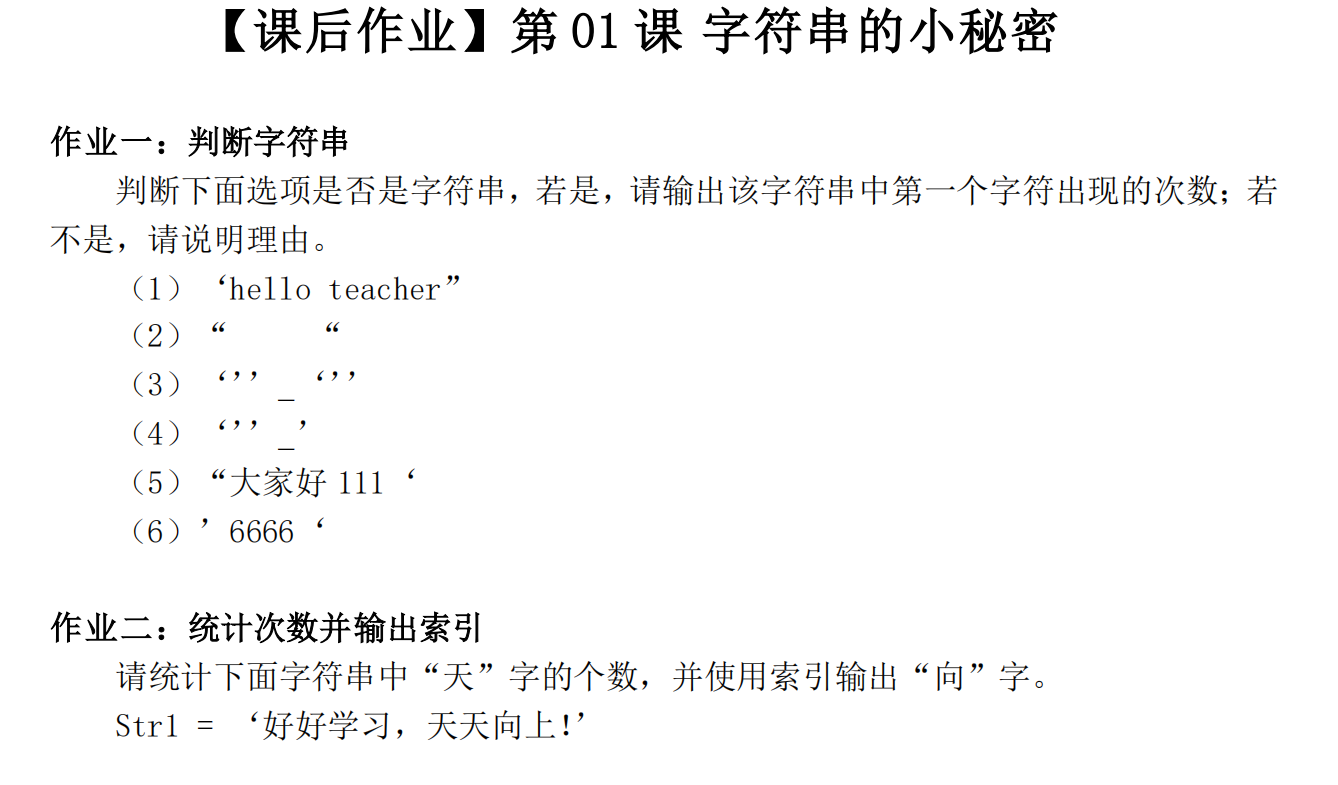 【课后作业】第 01 课 字符串的小秘密
作业一：判断字符串
判断下面选项是否是字符串，若是，请输出该字符串中第一个字符出现的次数；若
不是，请说明理由。
（1） ‘hello teacher”
（2）“      “
（3） ‘’’ _ ‘’’
（4） ‘’’ _’
（5）“大家好 111 ‘
（6）’ 6666 ‘
作业二：统计次数并输出索引
请统计下面字符串中“天”字的个数，并使用索引输出“向”字。
Str1 = ‘好好学习，天天向上!’